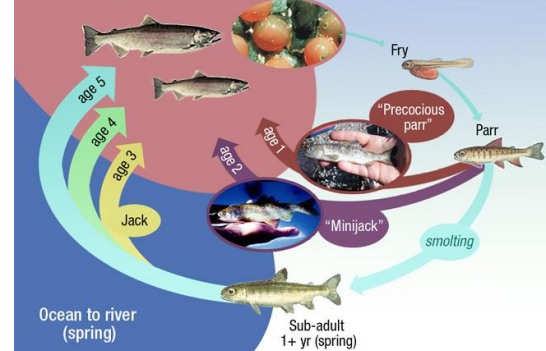 Fry
"Precocious
parr"
Parr
age 5
age 4
age 3
age 2
age 1
Jack
"Minijack"
smolting
Ocean to river
(spring)
Sub-adult
1+ yr (spring)